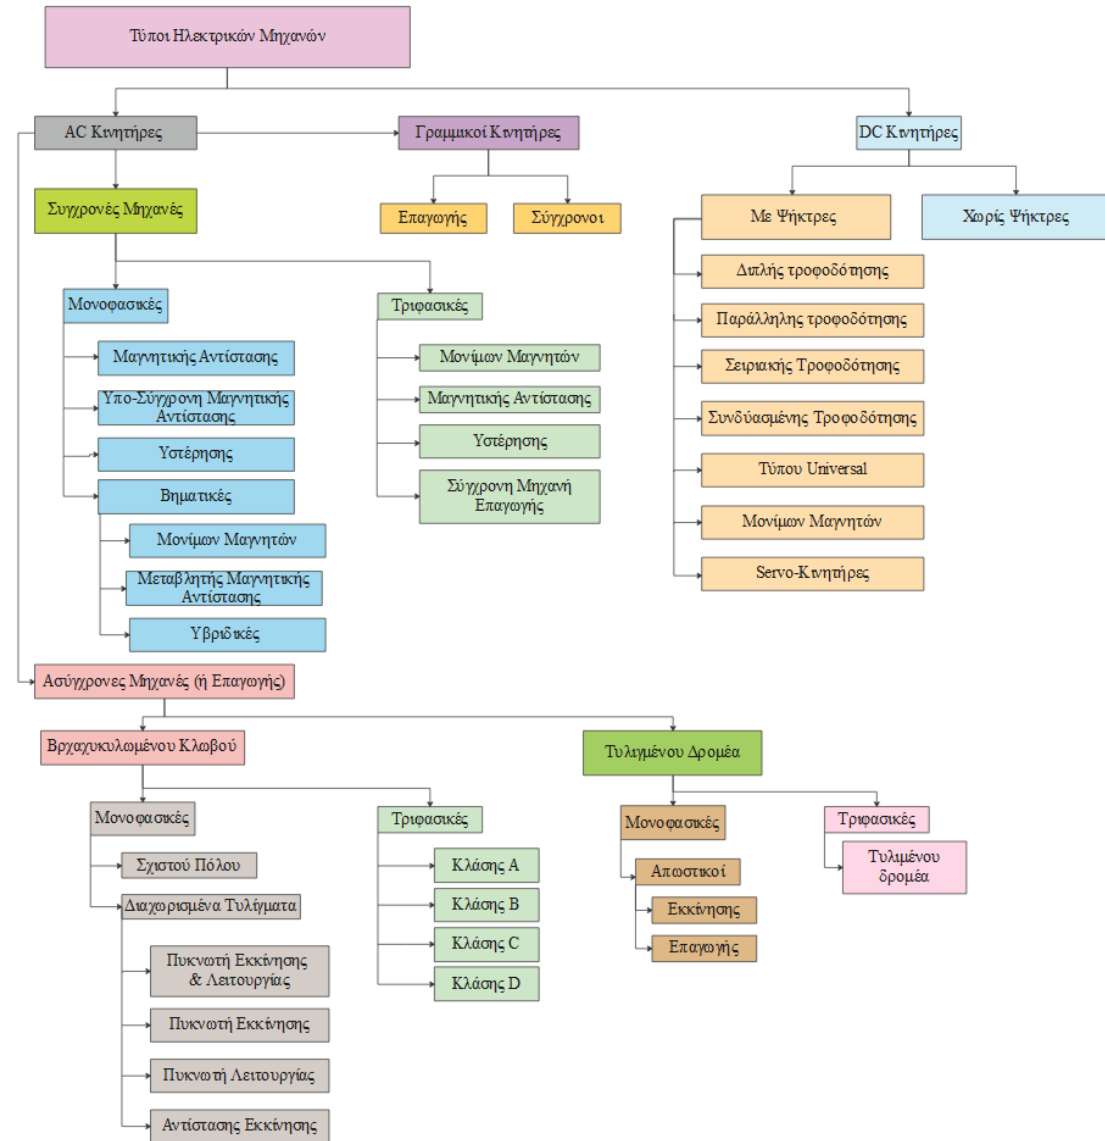 Τύποι Ηλεκτρικών Μηχανών
AC Κινητήρες
Γραμμικοί Κινητήρες
DC Κινητήρες
Συγχρονές Μηχανές
Επαγωγής
Σύγχρονοι
Με Ψήκτρες
Χωρίς Ψήκτρες
Διπλής τροφοδότησης
Παράλληλης τροφοδότησης
Σειριακής Τροφοδότησης
Συνδύασμένης Τροφοδότησης
Τύπου Universal
Μονίμων Μαγνητών
Servo-Κινητήρες
Μονοφασικές
Μαγνητικής Αντίστασης
Υπο-Σύγχρονη Μαγνητικής
Αντίστασης
Υστέρησης
Βηματικές
Μονίμων Μαγνητών
Μεταβλητής Μαγνητικής
Αντίστασης
Υβριδικές
Τριφασικές
Μονίμων Μαγνητών
Μαγνητικής Αντίστασης
Υστέρησης
Σύγχρονη Μηχανή
Επαγωγής
Ασύγχρονες Μηχανές (ή Επαγωγής)
Βρχαχυκυλωμένου Κλωβού
Τυλιγμένου Δρομέα
Μονοφασικές
Σχιστού Πόλου
Διαχωρισμένα Τυλίγματα
Πυκνωτή Εκκίνησης
& Λειτουργίας
Πυκνωτή Εκκίνησης
Πυκνωτή Λειτουργίας
Αντίστασης Εκκίνησης
Τριφασικές
Κλάσης A
Κλάσης B
Κλάσης C
Κλάσης D
Μονοφασικές
Απωστικοί
Εκκίνησης
Επαγωγής
Τριφασικές
Τυλιμένου
δρομέα